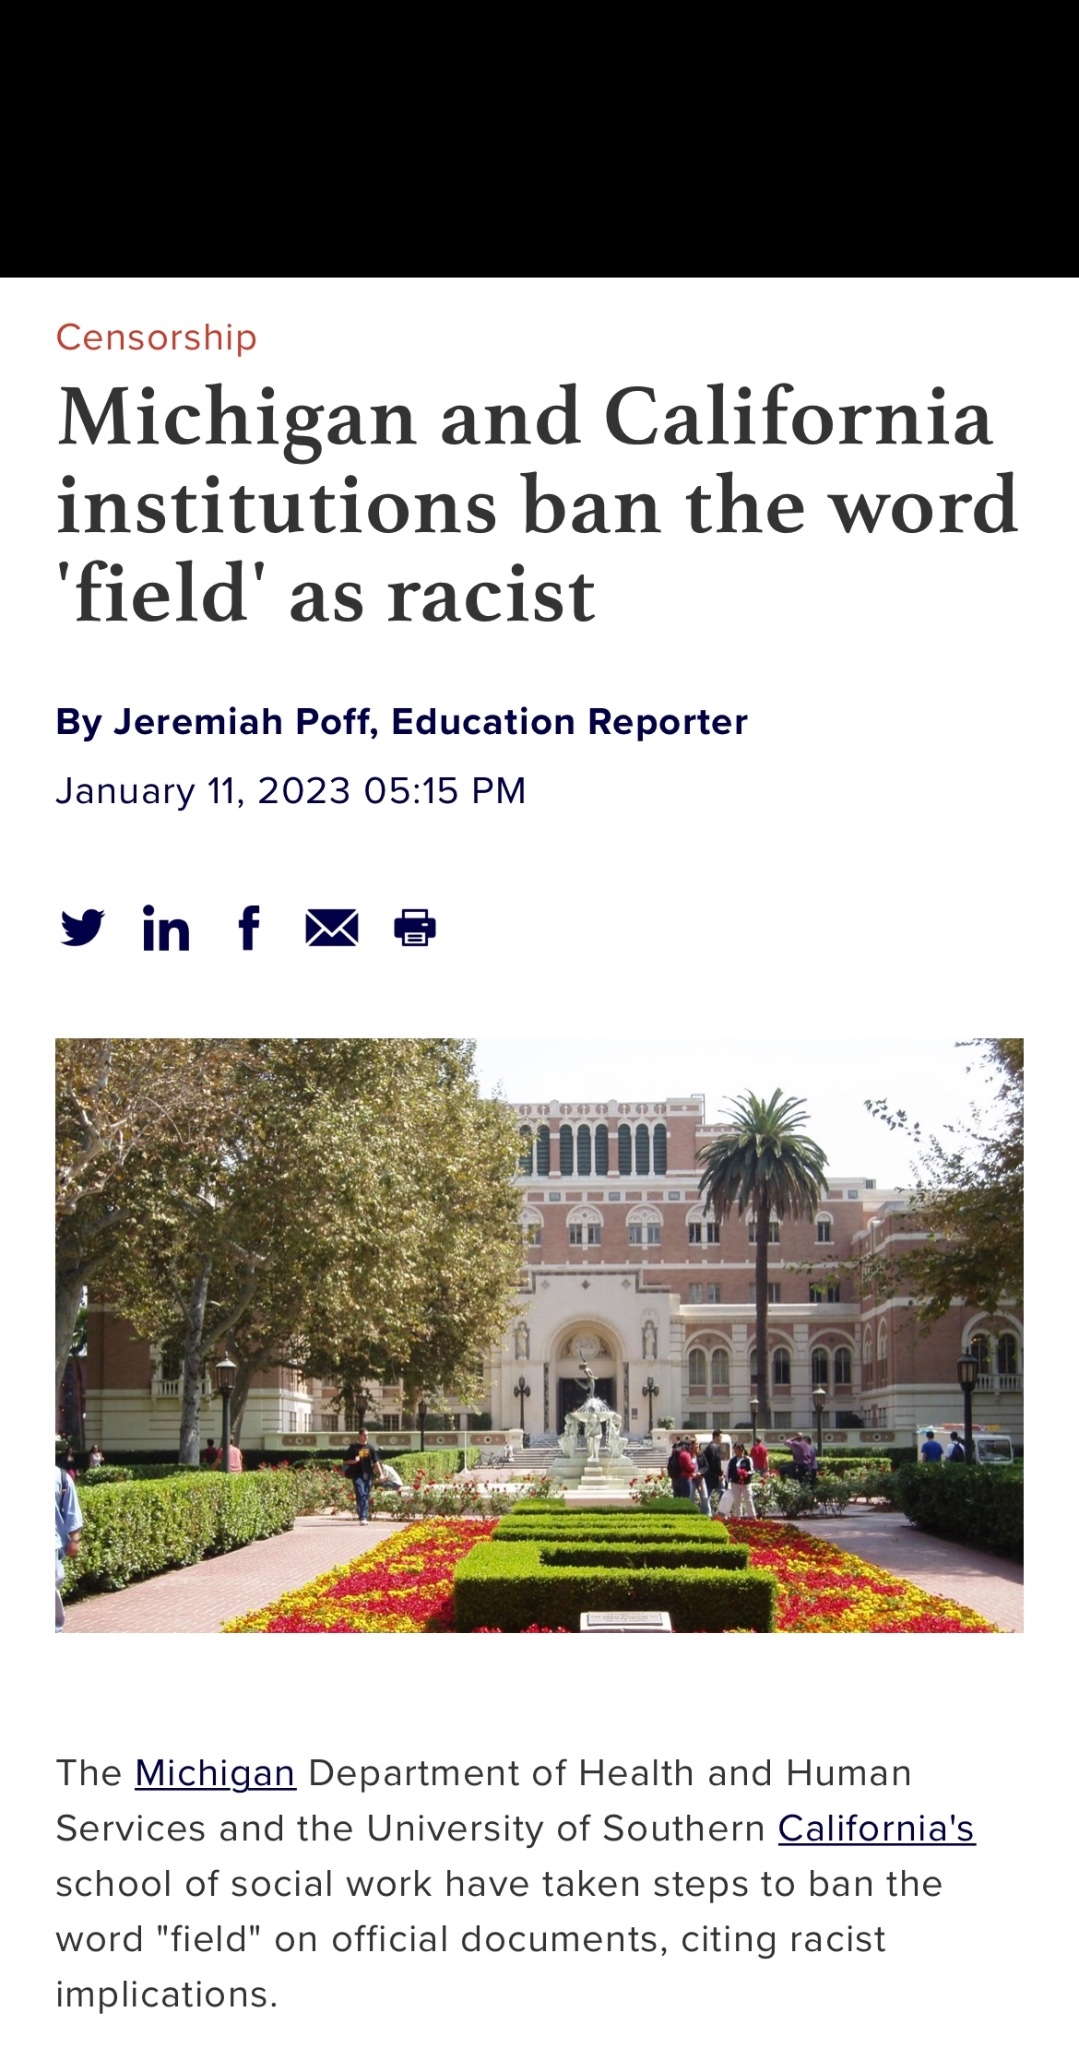 Censorship
Michigan and California
institutions ban the word
'field' as racist
By Jeremiah Poff, Education Reporter
January 11, 2023 05:15 PM
The Michigan Department of Health and Human
Services and the University of Southern California's
school of social work have taken steps to ban the
word "field" on official documents, citing racist
implications.